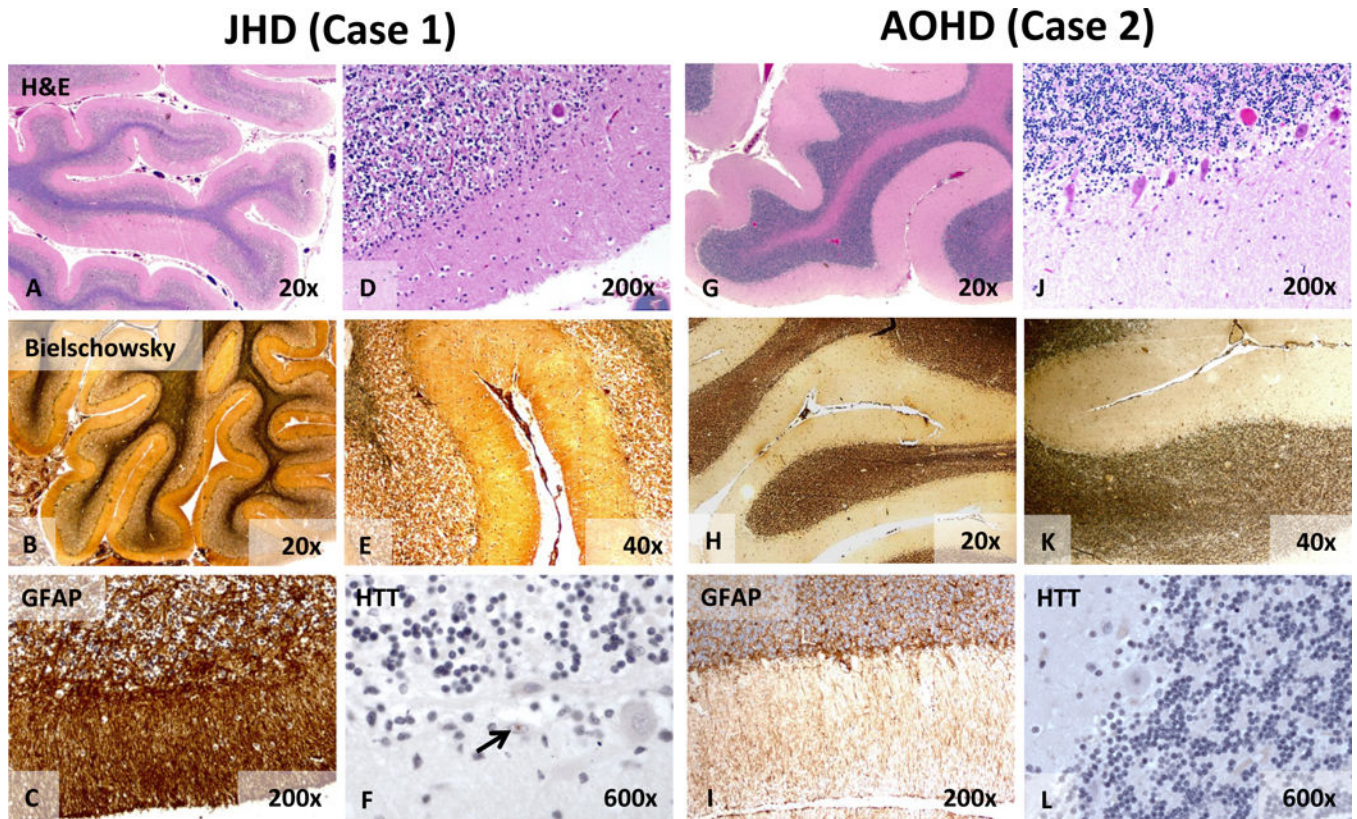 JHD (Case 1)
AOHD (Case 2)
H&E
A
20x
D
200x
G
20x
J
200x
Bielschowsky
B
20x
E
40x
H
20x
K
40x
GFAP
C
200x
HTT
F
600x
GFAP
I
200x
HTT
L
600x